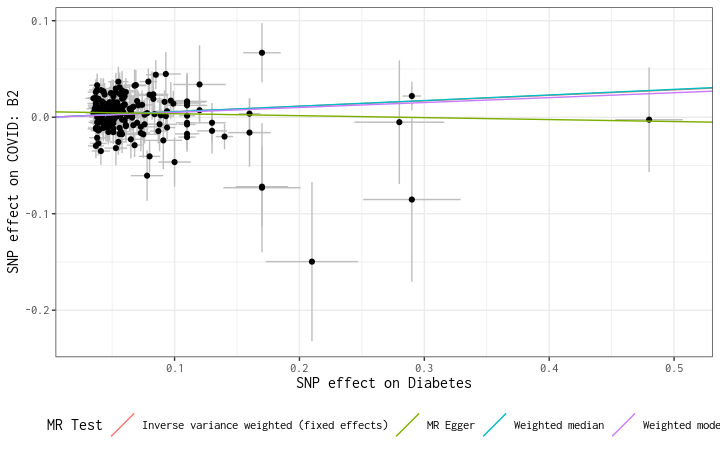 0.1
0.0
-0.1
-0.2
SNP effect on COVID: B2
0.1
0.2
0.3
0.4
0.5
SNP effect on Diabetes
MR Test
Inverse variance weighted (fixed effects)
MR Egger
Weighted median
Weighted mode